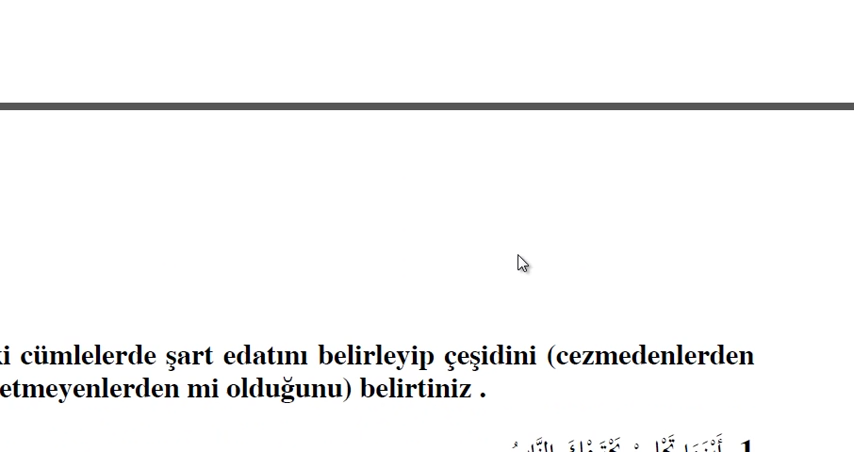 ki cümlelerde şart edatını belirleyip çeşidini (cezmedenlerden
etmeyenlerden mi olduğunu) belirtiniz .
1